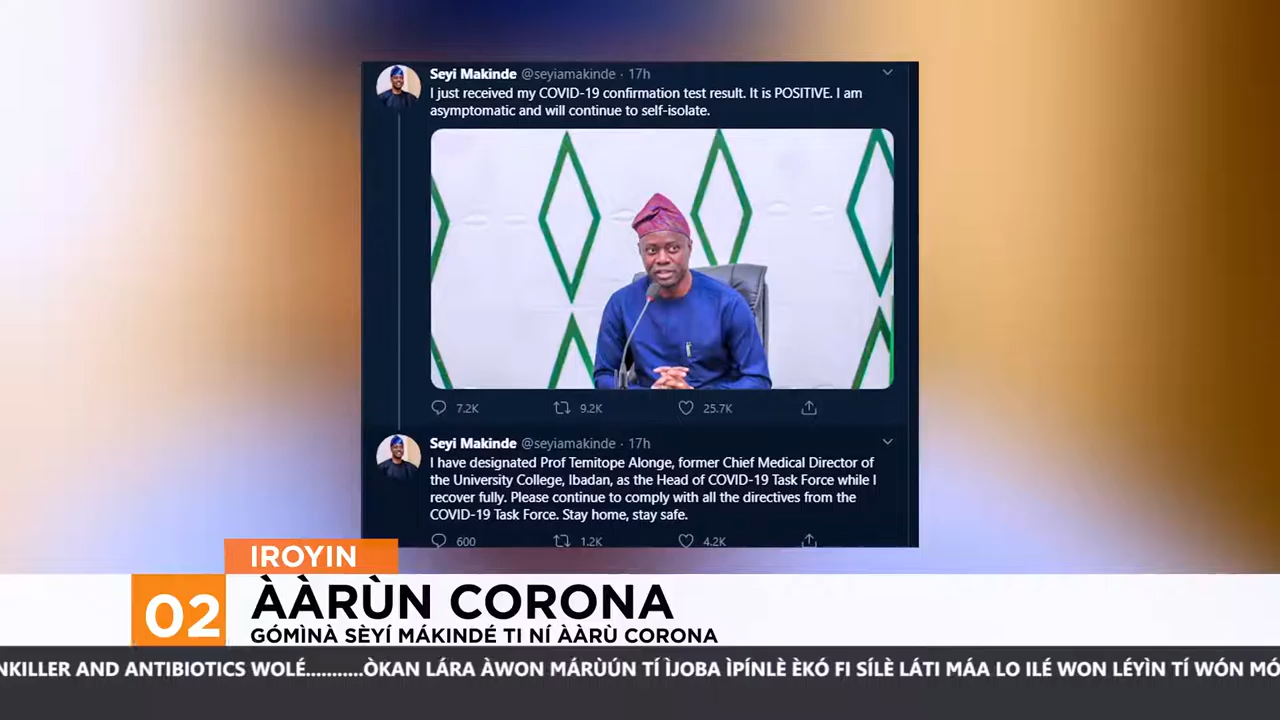 Seyi Makinde @seyiamakinde · 17h
I just received my COVID-19 confirmation test result. It is POSITIVE. I am
asymptomatic and will continue to self-isolate.
7.2K 9.2K 25.7K
Seyi Makinde @seyiamakinde · 17h
I have designated Prof Temitope Alonge, former Chief Medical Director of
the University College, Ibadan, as the Head of COVID-19 Task Force while I
recover fully. Please continue to comply with all the directives from the
COVID-19 Task Force. Stay home, stay safe.
600 1.2K 4.2K
IROYIN
02
ÀÀRÙN CORONA
GÓMÌNÀ SÈYÍ MÁKINDÉ TI NÍ ÀÀRÙ CORONA
NKILLER AND ANTIBIOTICS WOLÉ..........ÒKAN LÁRA ÀWON MÁRÙÚN TÍ ÌJOBA ÌPÍNLÈ ÈKÓ FI SÍLÈ LÁTI MÁA LO ILÉ WON LÉYÌN TÍ WÓN MÓ